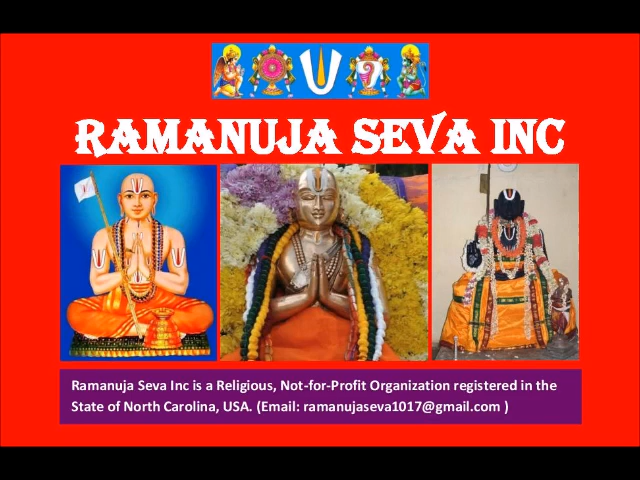 RAMANUJA SEVA INC
Ramanuja Seva Inc is a Religious, Not-for-Profit Organization registered in the
State of North Carolina, USA. (Email: ramanujaseva1017@gmail.com )